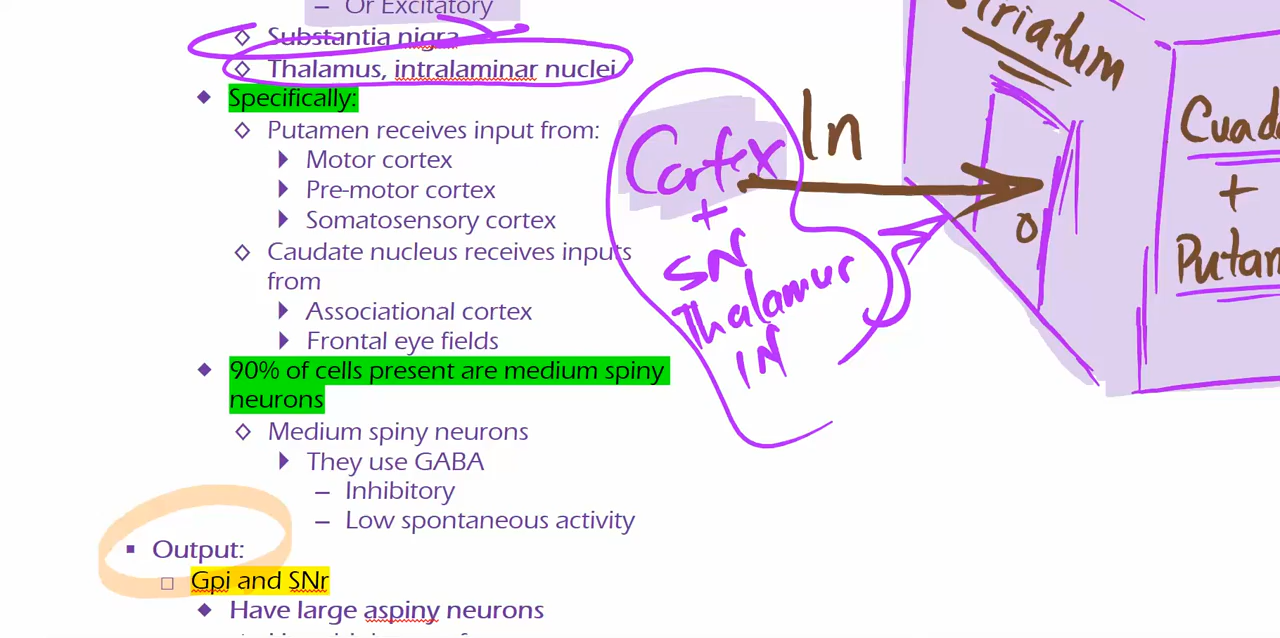 – Or Excitatory
◇ Substantia nigra
◇ Thalamus, intralaminar nuclei
◆ Specifically:
◇ Putamen receives input from:
Motor cortex
Pre-motor cortex
Somatosensory cortex
◇ Caudate nucleus receives inputs
from
Associational cortex
Frontal eye fields
◆ 90% of cells present are medium spiny
neurons
◇ Medium spiny neurons
They use GABA
– Inhibitory
– Low spontaneous activity
▪ Output:
□ Gpi and SNr
◆ Have large aspiny neurons
Cortex
+
SN
Thalamus
IN
In
Striatum
Cuada
+
Putam